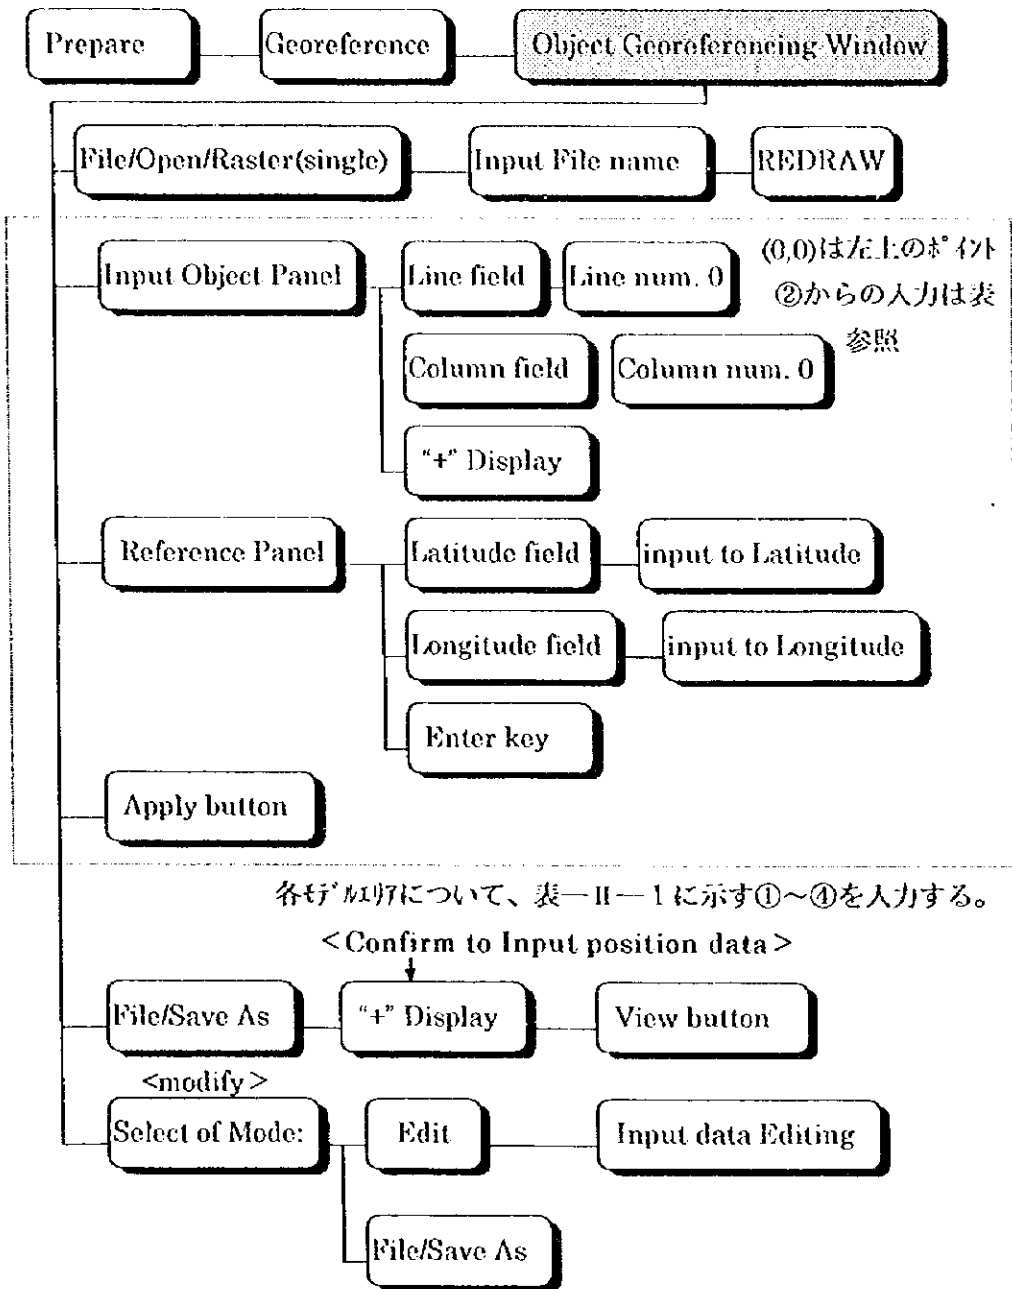 Prepare
Georeference
Object Georeferencing Window
File/Open/Raster(single)
Input File name
REDRAW
Input Object Panel
Line field
Line num. 0
(0,0)は左上のポイント
②からの入力は表
参照
Column field
Column num. 0
"+" Display
Reference Panel
Latitude field
input to Latitude
Longitude field
input to Longitude
Enter key
Apply button
各モデルエリアについて、表―II―1に示す①~④を入力する。
<Confirm to Input position data>
File/Save As
"+" Display
View button
<modify>
Select of Mode:
Edit
Input data Editing
File/Save As